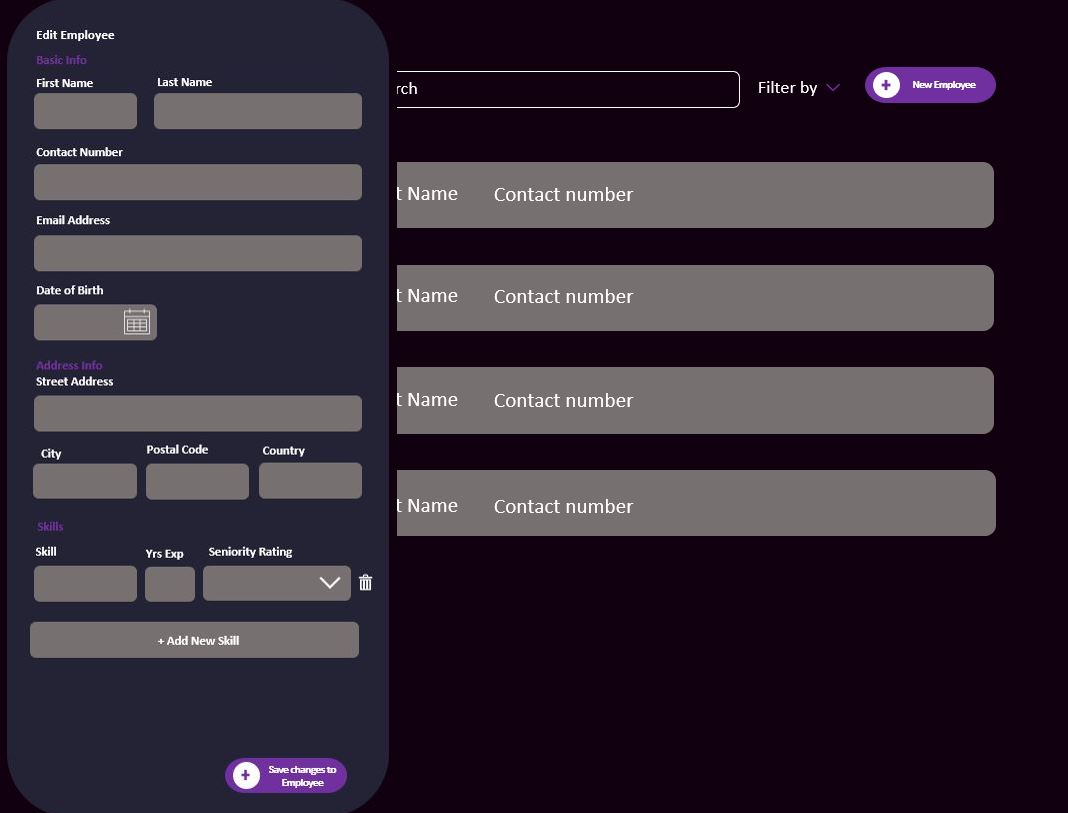 Edit Employee
Basic Info
First Name Last Name
Contact Number
Email Address
Date of Birth
Address Info
Street Address
City Postal Code Country
Skills
Skill Yrs Exp Seniority Rating
+ Add New Skill
+ Save changes to
Employee
rch
Filter by
+ New Employee
t Name Contact number
t Name Contact number
t Name Contact number
t Name Contact number